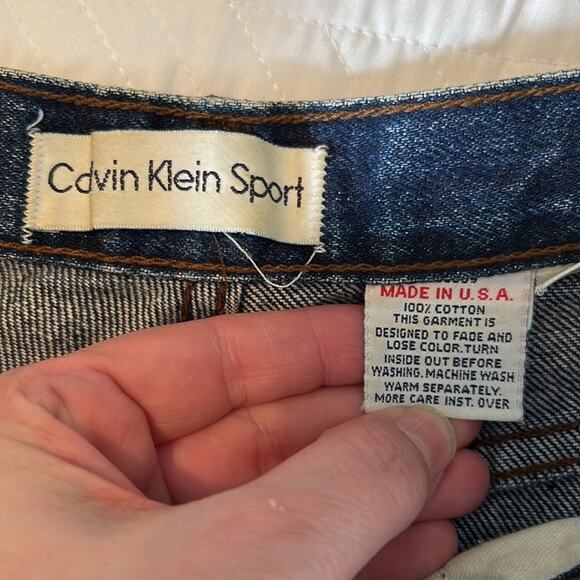 Calvin Klein Sport
MADE IN U.S.A.
100% COTTON
THIS GARMENT IS
DESIGNED TO FADE AND
LOSE COLOR. TURN
INSIDE OUT BEFORE
WASHING. MACHINE WASH
WARM SEPARATELY.
MORE CARE INST. OVER